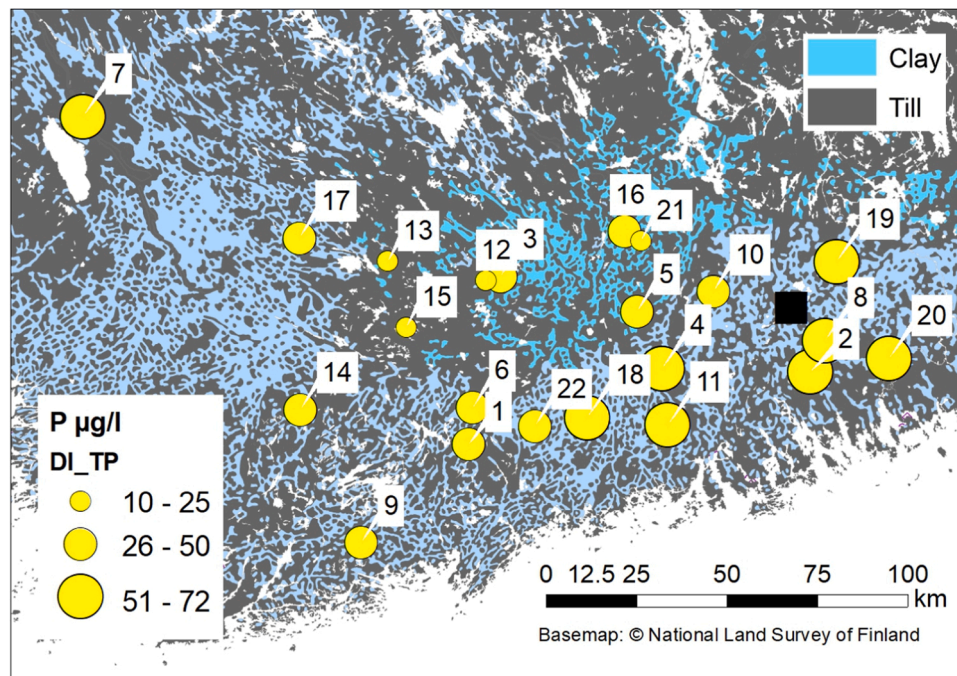 7
Clay
Till
17
13
12
3
16
21
19
10
15
5
8
4
20
2
14
6
1
22
18
11
9
P µg/l
DI_TP
10 - 25
26 - 50
51 - 72
0 12.5 25 50 75 100
km
Basemap: © National Land Survey of Finland